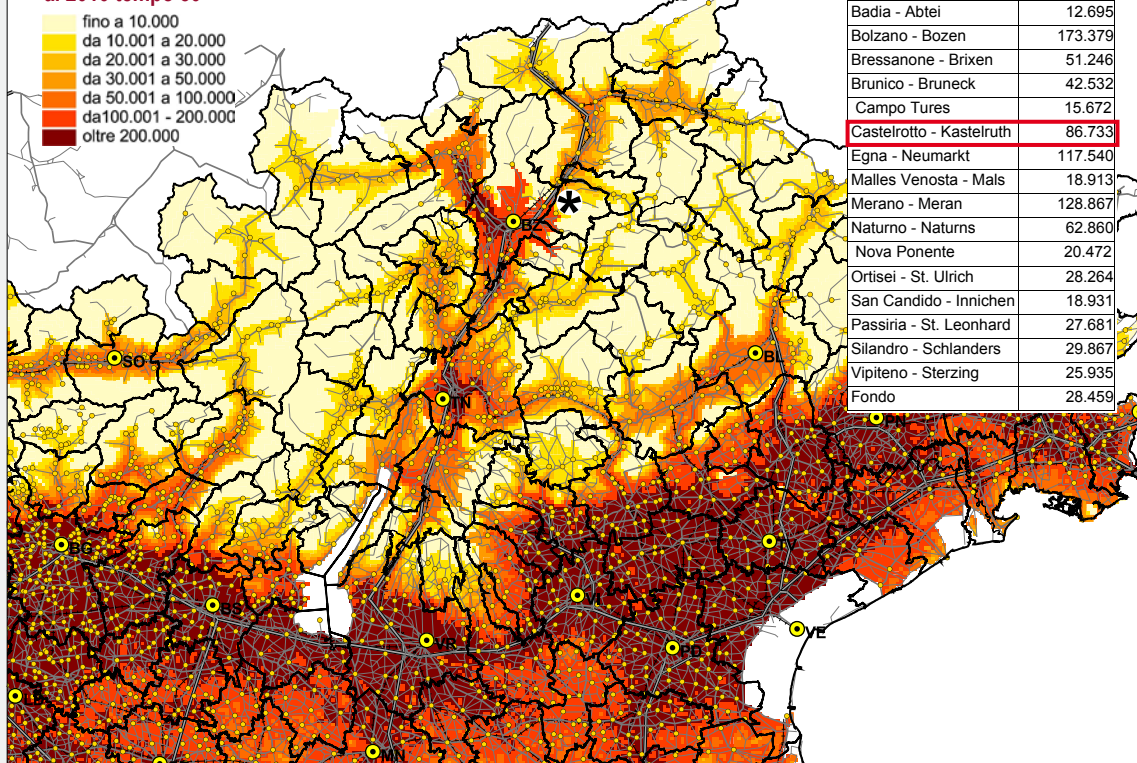 tempo
fino a 10.000
da 10.001 a 20.000
da 20.001 a 30.000
da 30.001 a 50.000
da 50.001 a 100.000
da100.001 - 200.000
oltre 200.000
Badia - Abtei 12.695
Bolzano - Bozen 173.379
Bressanone - Brixen 51.246
Brunico - Bruneck 42.532
Campo Tures 15.672
Castelrotto - Kastelruth 86.733
Egna - Neumarkt 117.540
Malles Venosta - Mals 18.913
Merano - Meran 128.867
Naturno - Naturns 62.860
Nova Ponente 20.472
Ortisei - St. Ulrich 28.264
San Candido - Innichen 18.931
Passiria - St. Leonhard 27.681
Silandro - Schlanders 29.867
Vipiteno - Sterzing 25.935
Fondo 28.459
*
BZ
SO
BL
TN
PN
BG
TV
BS
VI
VE
VR
PD
MN